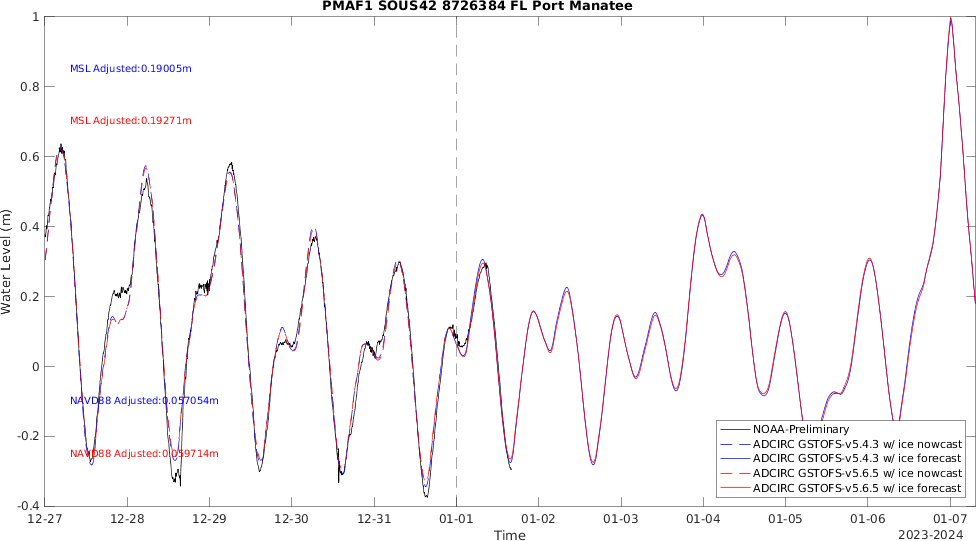 PMAF1 SOUS42 8726384 FL Port Manatee
1
0.8
0.6
0.4
0.2
0
-0.2
-0.4
Water Level (m)
MSL Adjusted:0.19005m
MSL Adjusted:0.19271m
NAVD88 Adjusted:0.057054m
NAVD88 Adjusted:0.059714m
NOAA-Preliminary
ADCIRC GSTOFS-v5.4.3 w/ ice nowcast
ADCIRC GSTOFS-v5.4.3 w/ ice forecast
ADCIRC GSTOFS-v5.6.5 w/ ice nowcast
ADCIRC GSTOFS-v5.6.5 w/ ice forecast
12-27 12-28 12-29 12-30 12-31 01-01 01-02 01-03 01-04 01-05 01-06 01-07
Time
2023-2024